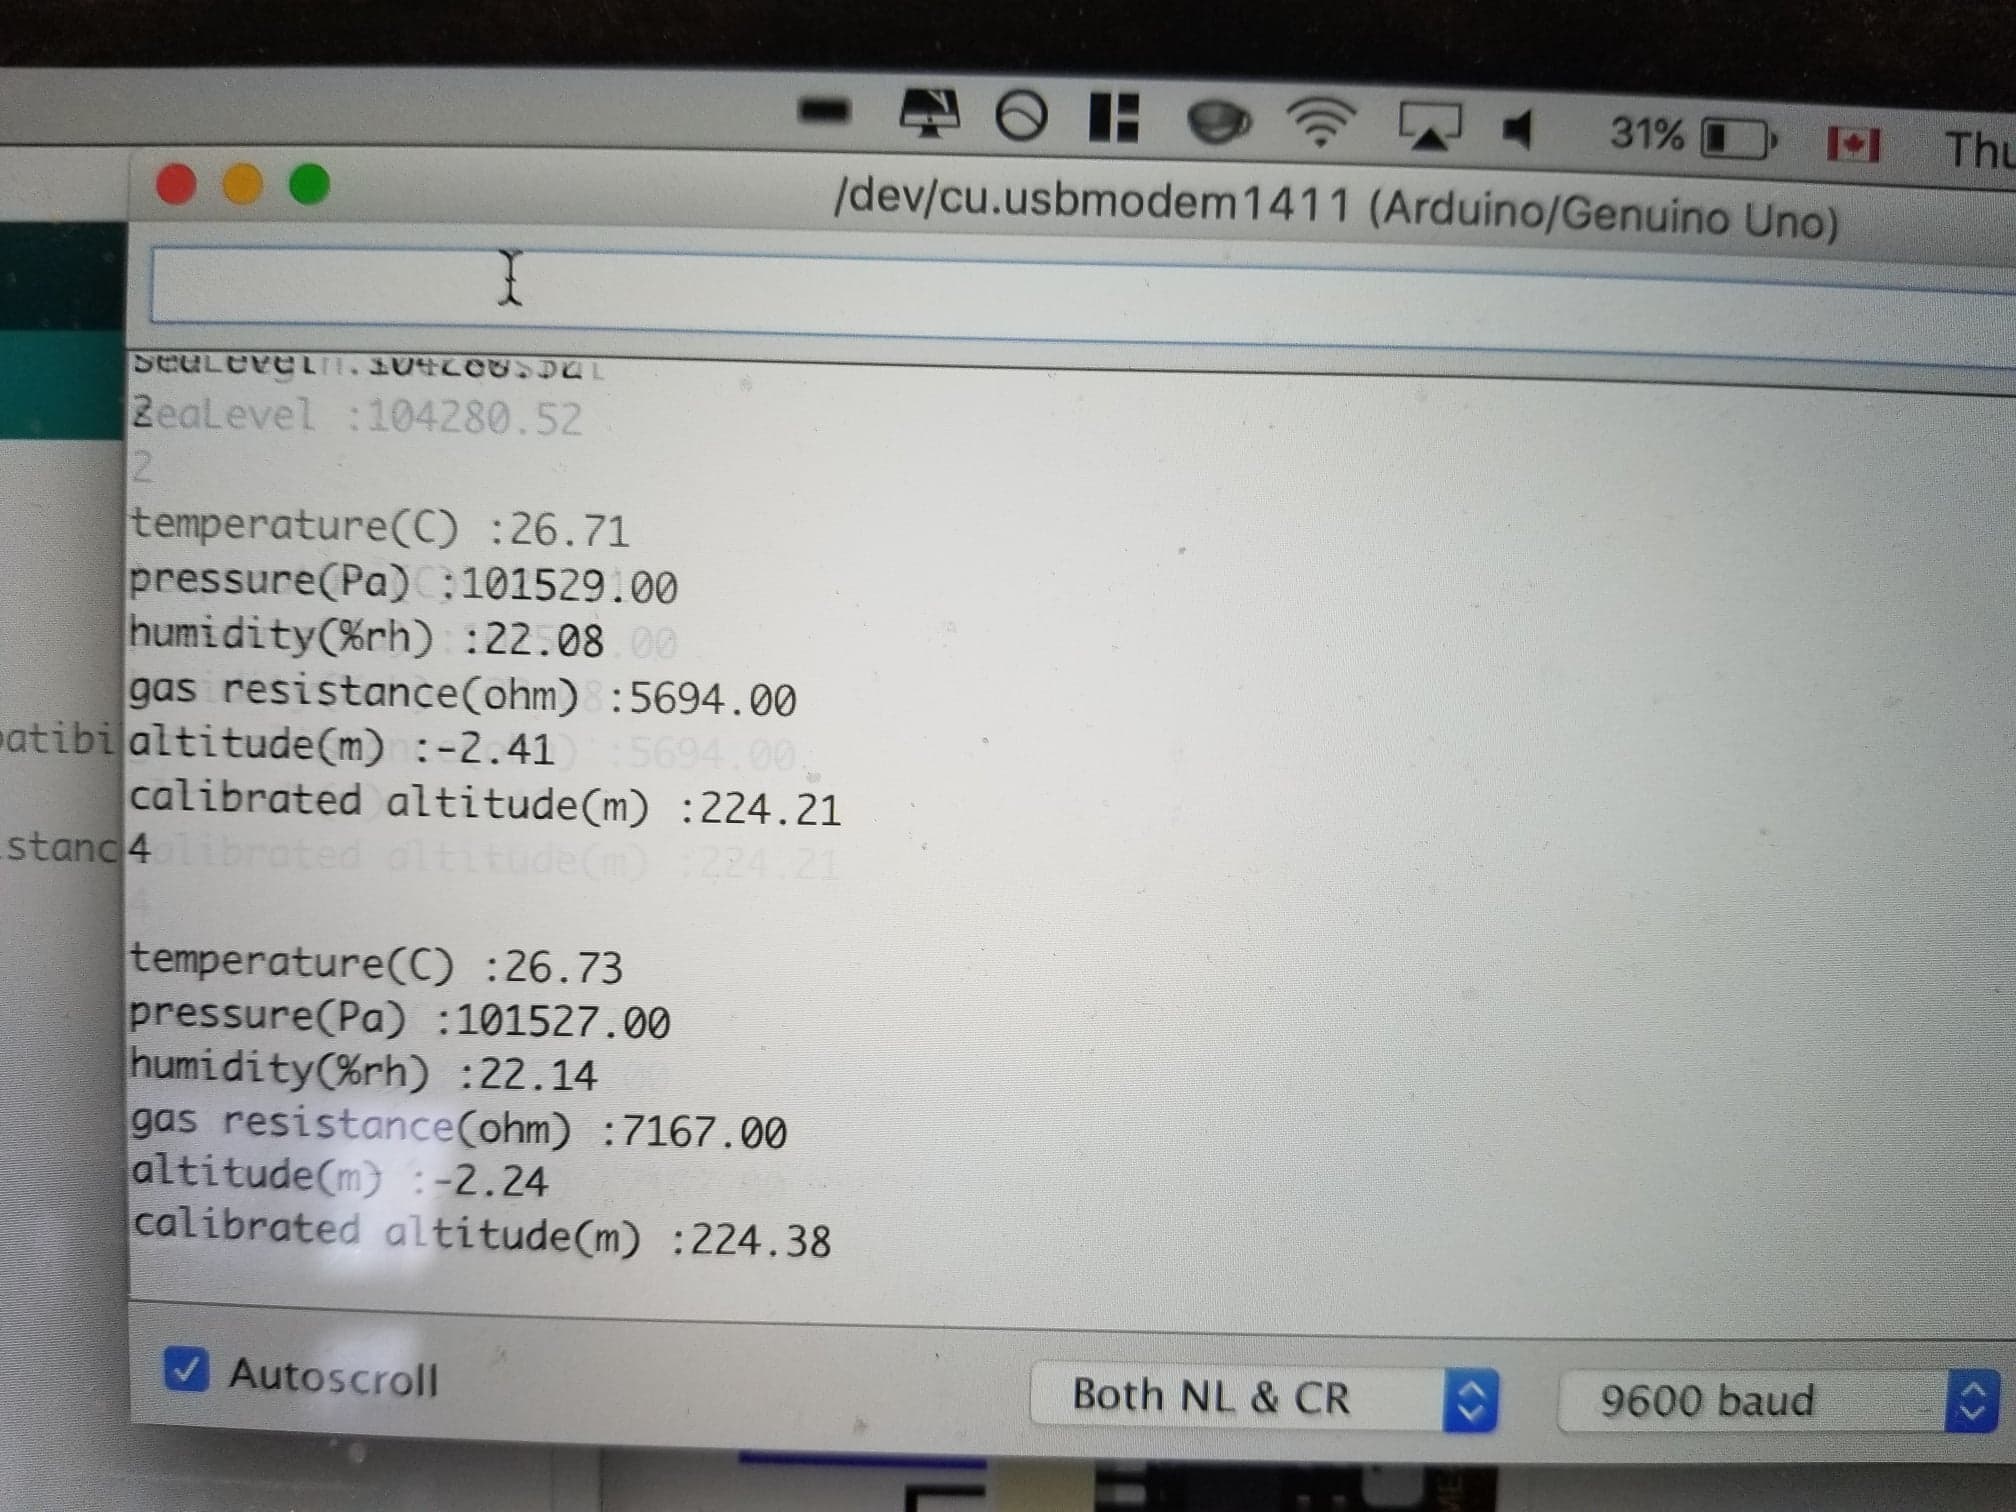 31%
Thu
/dev/cu.usbmodem1411 (Arduino/Genuino Uno)
SeaLevel :104280.52
2
temperature(C) :26.71
pressure(Pa) :101529.00
humidity(%rh) :22.08
gas resistance(ohm) :5694.00
altitude(m) :-2.41
calibrated altitude(m) :224.21
4
atibi
stanc
temperature(C) :26.73
pressure(Pa) :101527.00
humidity(%rh) :22.14
gas resistance(ohm) :7167.00
altitude(m) :-2.24
calibrated altitude(m) :224.38
Autoscroll
Both NL & CR
9600 baud